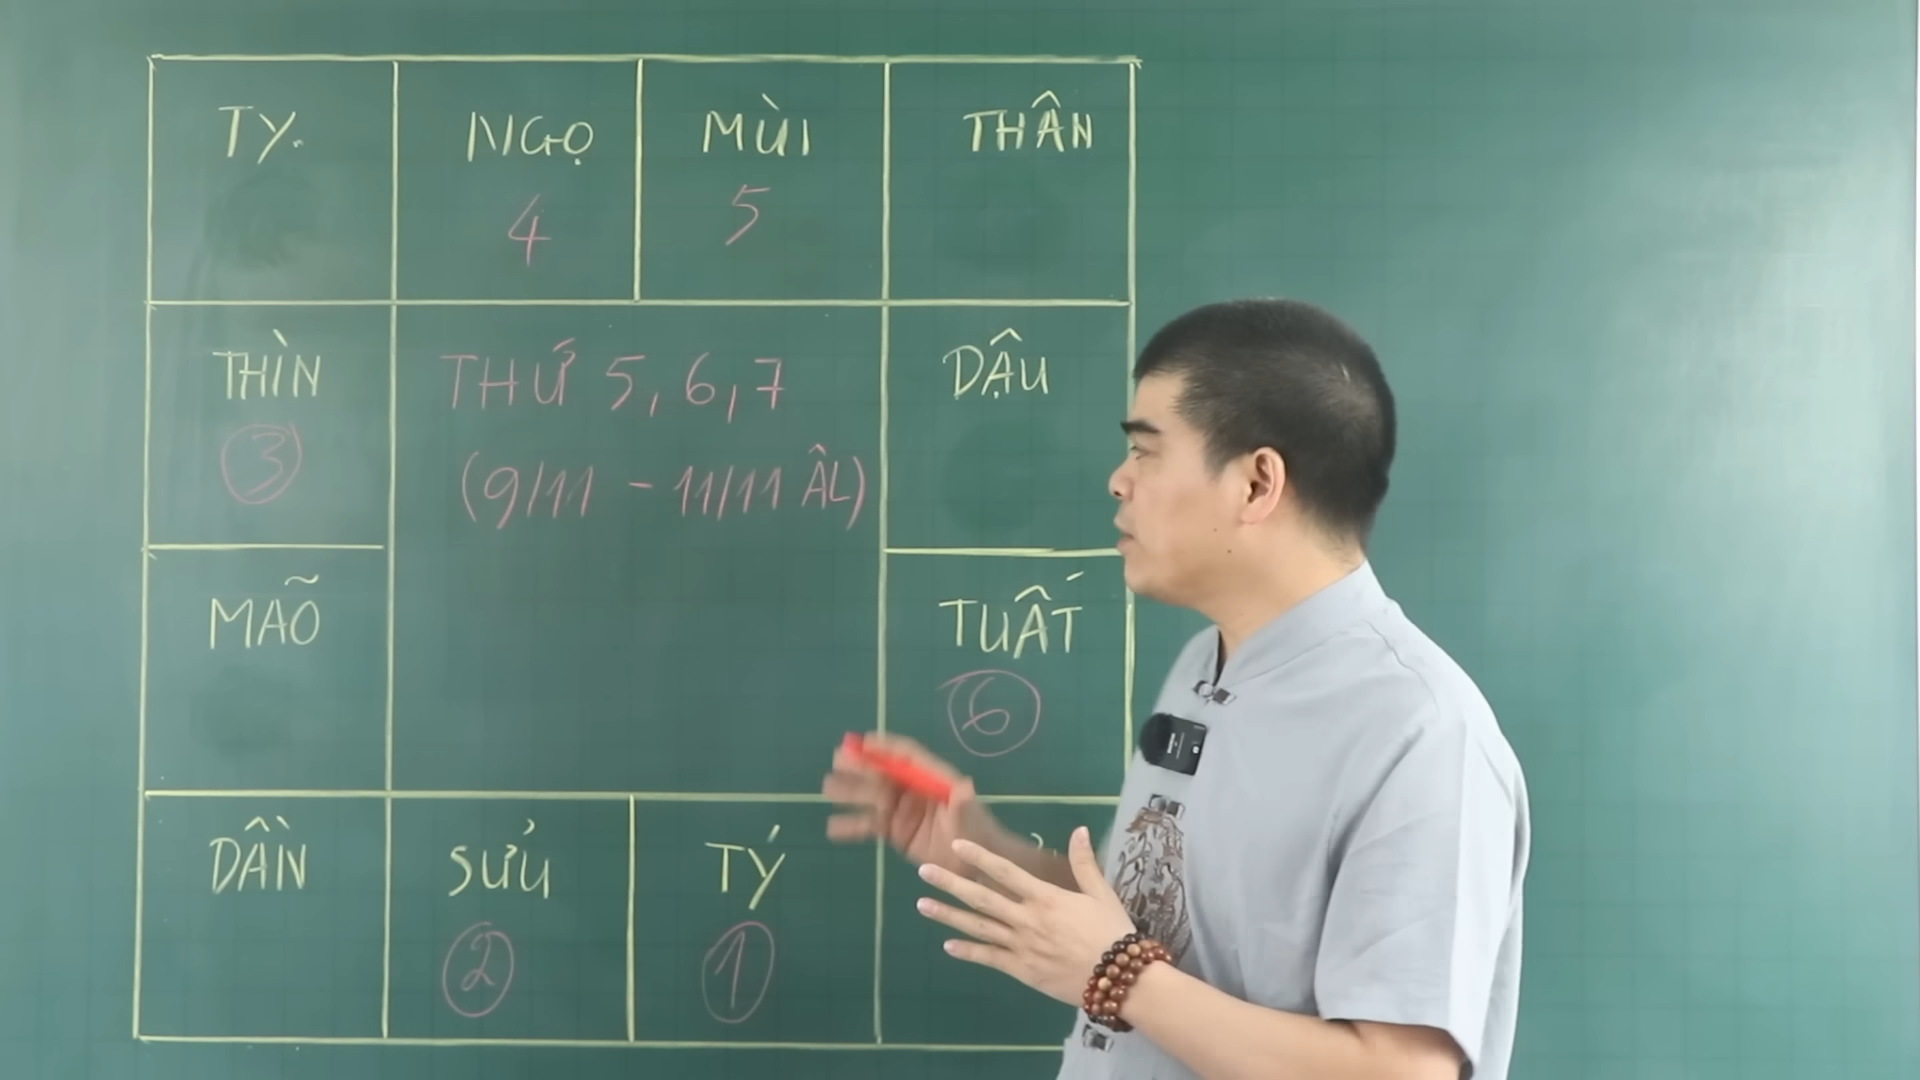 TỴ
NGỌ
4
MÙI
5
THÂN
THÌN
3
THỨ 5, 6, 7
(9/11 - 11/11 ÂL)
DẬU
MÃO
TUẤT
6
DẦN
SỬU
2
TÝ
1